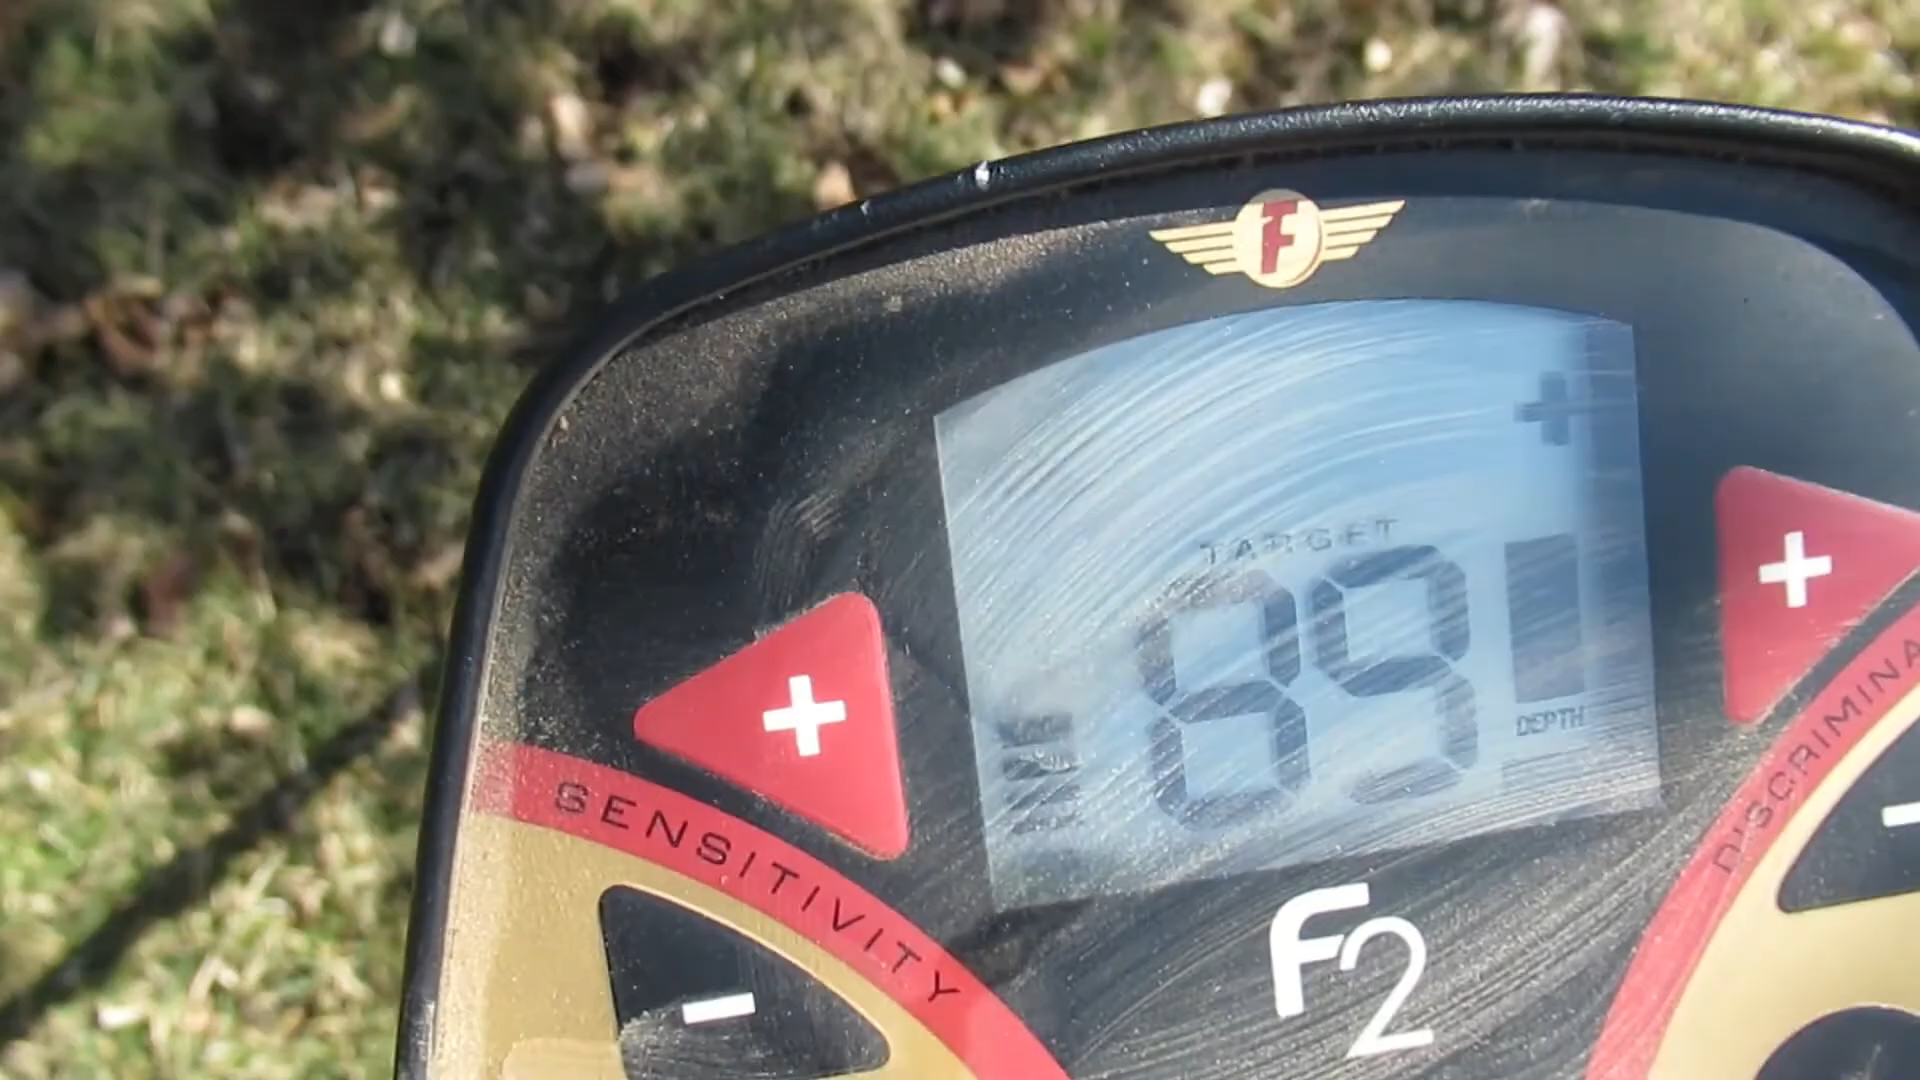 F
+
TARGET
89
+
DEPTH
+
SENSITIVITY
DISCRIMINA
-
-
F2